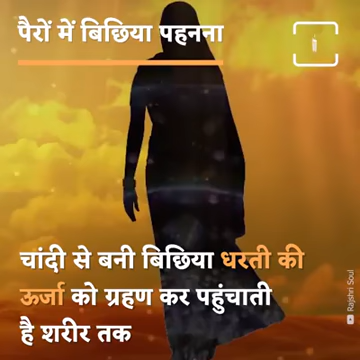 पैरों में बिछिया पहनना
चांदी से बनी बिछिया धरती की
ऊर्जा को ग्रहण कर पहुंचाती
है शरीर तक
Rajshri Soul